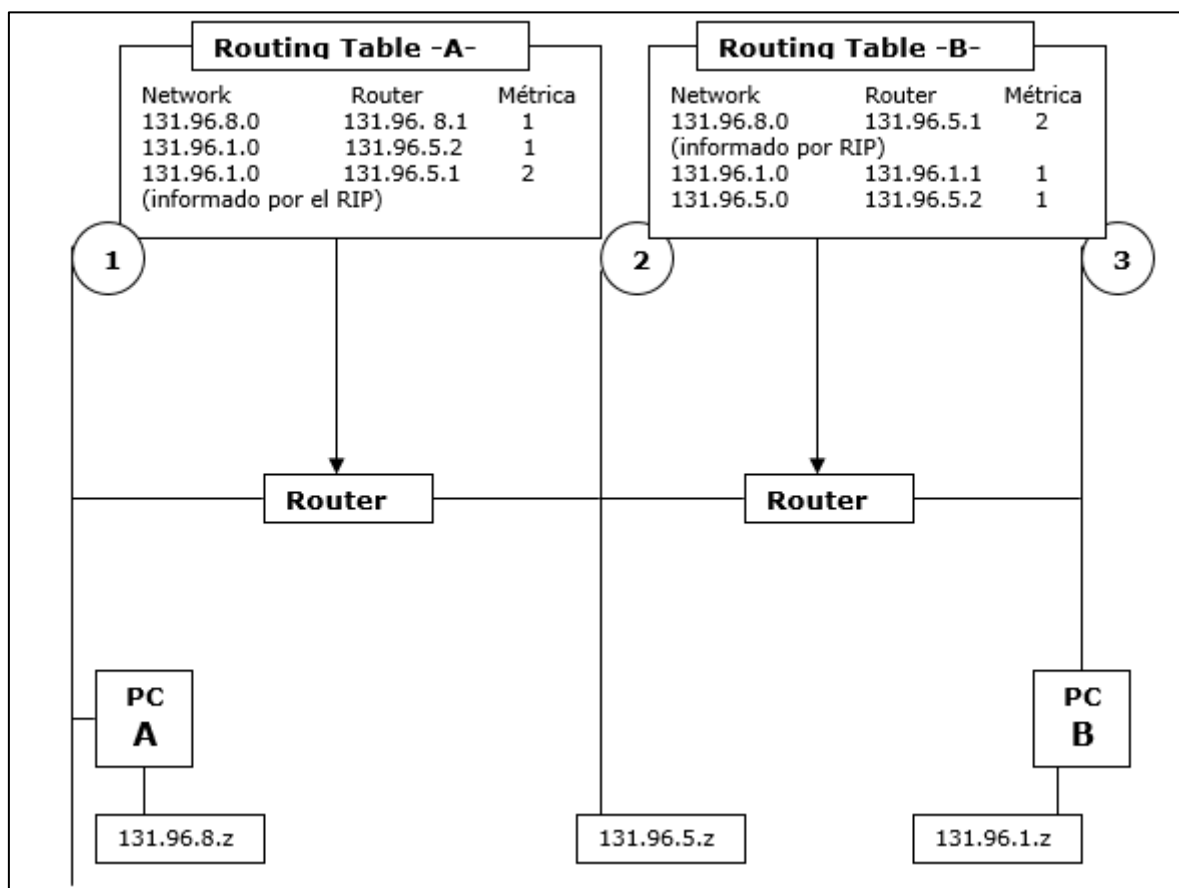 Routing Table -A-
Network Router Métrica
131.96.8.0 131.96. 8.1 1
131.96.1.0 131.96.5.2 1
131.96.1.0 131.96.5.1 2
(informado por el RIP)
Routing Table -B-
Network Router Métrica
131.96.8.0 131.96.5.1 2
(informado por RIP)
131.96.1.0 131.96.1.1 1
131.96.5.0 131.96.5.2 1
1
2
3
Router
Router
PC
A
PC
B
131.96.8.z
131.96.5.z
131.96.1.z